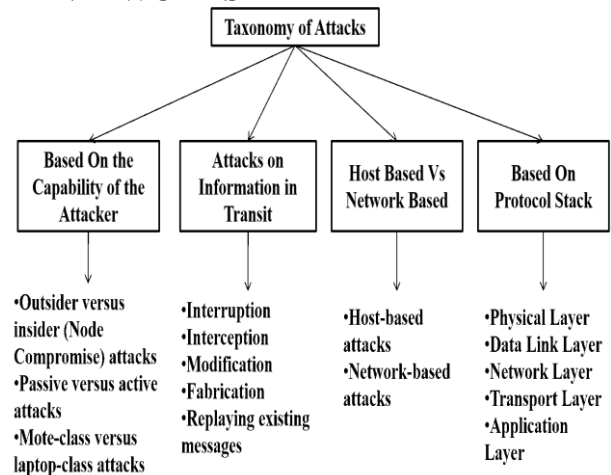 Taxonomy of Attacks
Based On the
Capability of the
Attacker
Attacks on
Information in
Transit
Host Based Vs
Network Based
Based On
Protocol Stack
•Outsider versus
insider (Node
Compromise) attacks
•Passive versus active
attacks
•Mote-class versus
laptop-class attacks
•Interruption
•Interception
•Modification
•Fabrication
•Replaying existing
messages
•Host-based
attacks
•Network-based
attacks
•Physical Layer
•Data Link Layer
•Network Layer
•Transport Layer
•Application
Layer